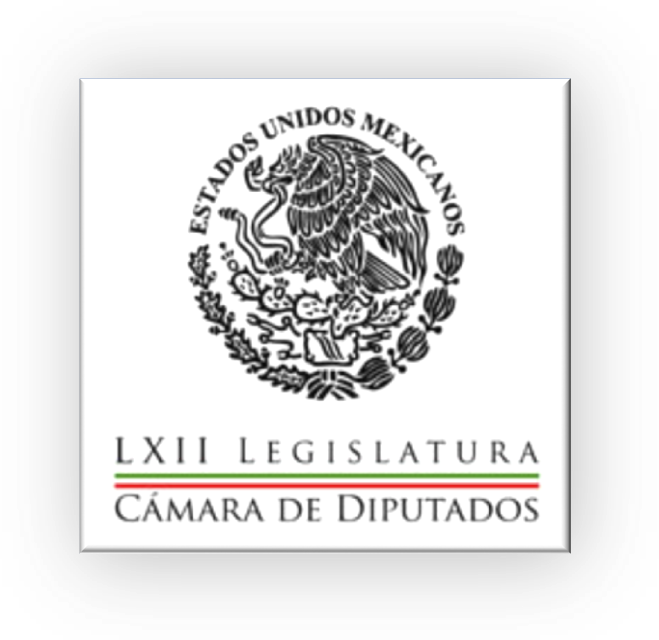 ESTADOS UNIDOS MEXICANOS
LXII LEGISLATURA
CÁMARA DE DIPUTADOS